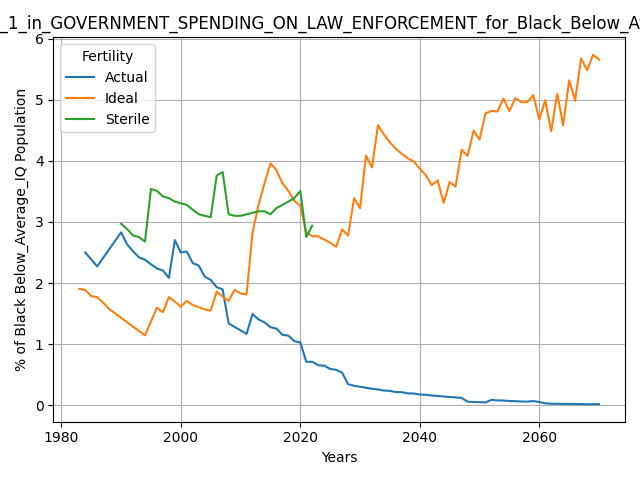 _1_in_GOVERNMENT_SPENDING_ON_LAW_ENFORCEMENT_for_Black_Below_A
Fertility
Actual
Ideal
Sterile
% of Black Below_Average_IQ Population
6
5
4
3
2
1
0
1980
2000
2020
2040
2060
Years